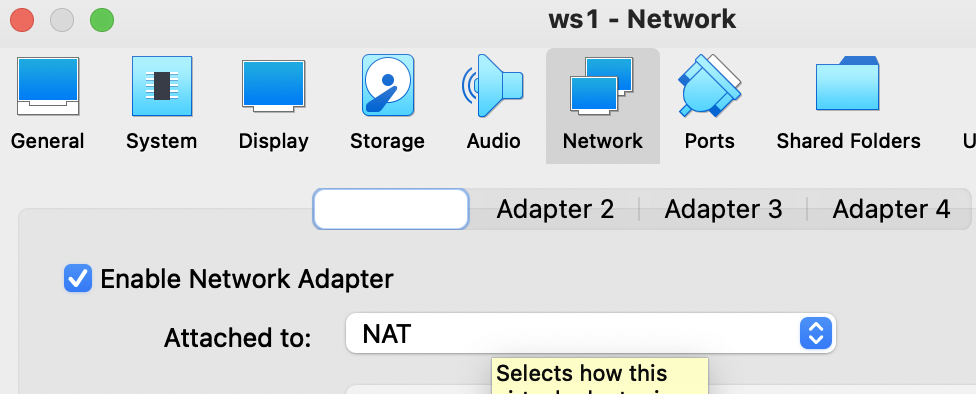 ws1 - Network
General System Display Storage Audio Network Ports Shared Folders U
Adapter 2 Adapter 3 Adapter 4
Enable Network Adapter
Attached to: NAT
Selects how this